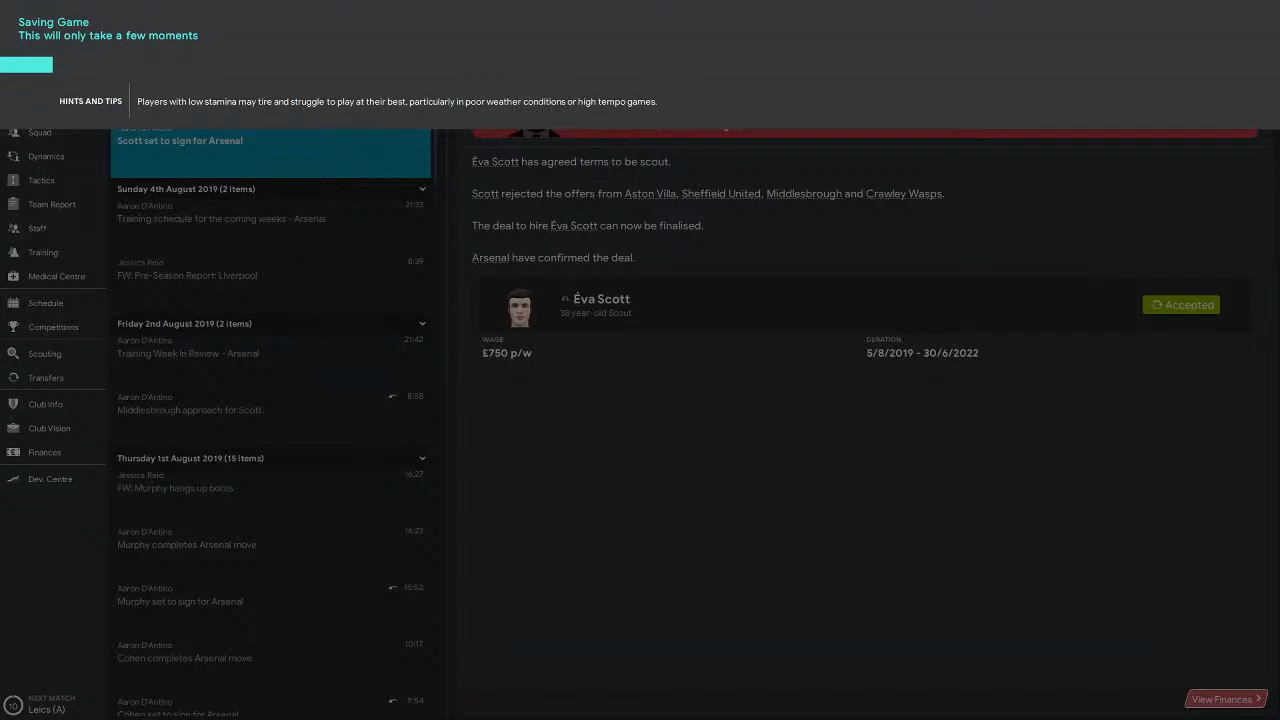 Saving Game
This will only take a few moments
HINTS AND TIPS
Players with low stamina may tire and struggle to play at their best, particularly in poor weather conditions or high tempo games.
Squad
Dynamics
Tactics
Team Report
Staff
Training
Medical Centre
Schedule
Competitions
Scouting
Transfers
Club Info
Club Vision
Finances
Dev. Centre
10
NEXT MATCH
Leics (A)
Scott set to sign for Arsenal
Sunday 4th August 2019 (2 items)
Aaron D'Antino 21:33
Training schedule for the coming weeks - Arsenal
Jessica Reid 8:39
FW: Pre-Season Report: Liverpool
Friday 2nd August 2019 (2 items)
Aaron D'Antino 21:42
Training Week In Review - Arsenal
Aaron D'Antino 8:58
Middlesbrough approach for Scott
Thursday 1st August 2019 (15 items)
Jessica Reid 16:27
FW: Murphy hangs up boots
Aaron D'Antino 16:23
Murphy completes Arsenal move
Aaron D'Antino 15:52
Murphy set to sign for Arsenal
Aaron D'Antino 10:17
Cohen completes Arsenal move
Aaron D'Antino 9:54
Cohen set to sign for Arsenal
Éva Scott has agreed terms to be scout.
Scott rejected the offers from Aston Villa, Sheffield United, Middlesbrough and Crawley Wasps.
The deal to hire Éva Scott can now be finalised.
Arsenal have confirmed the deal.
Éva Scott
38 year-old Scout
Accepted
WAGE
£750 p/w
DURATION
5/8/2019 - 30/6/2022
View Finances